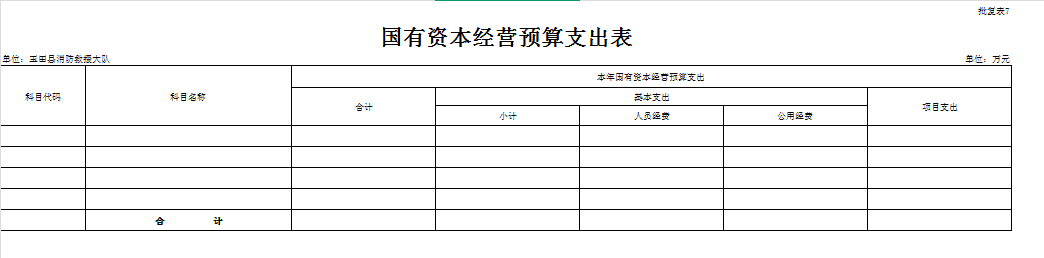 批复表7
国有资本经营预算支出表
单位：玉田县消防救援大队 单位：万元
科目代码 科目名称 本年国有资本经营预算支出
合计 基本支出 项目支出
小计 人员经费 公用经费
合 计